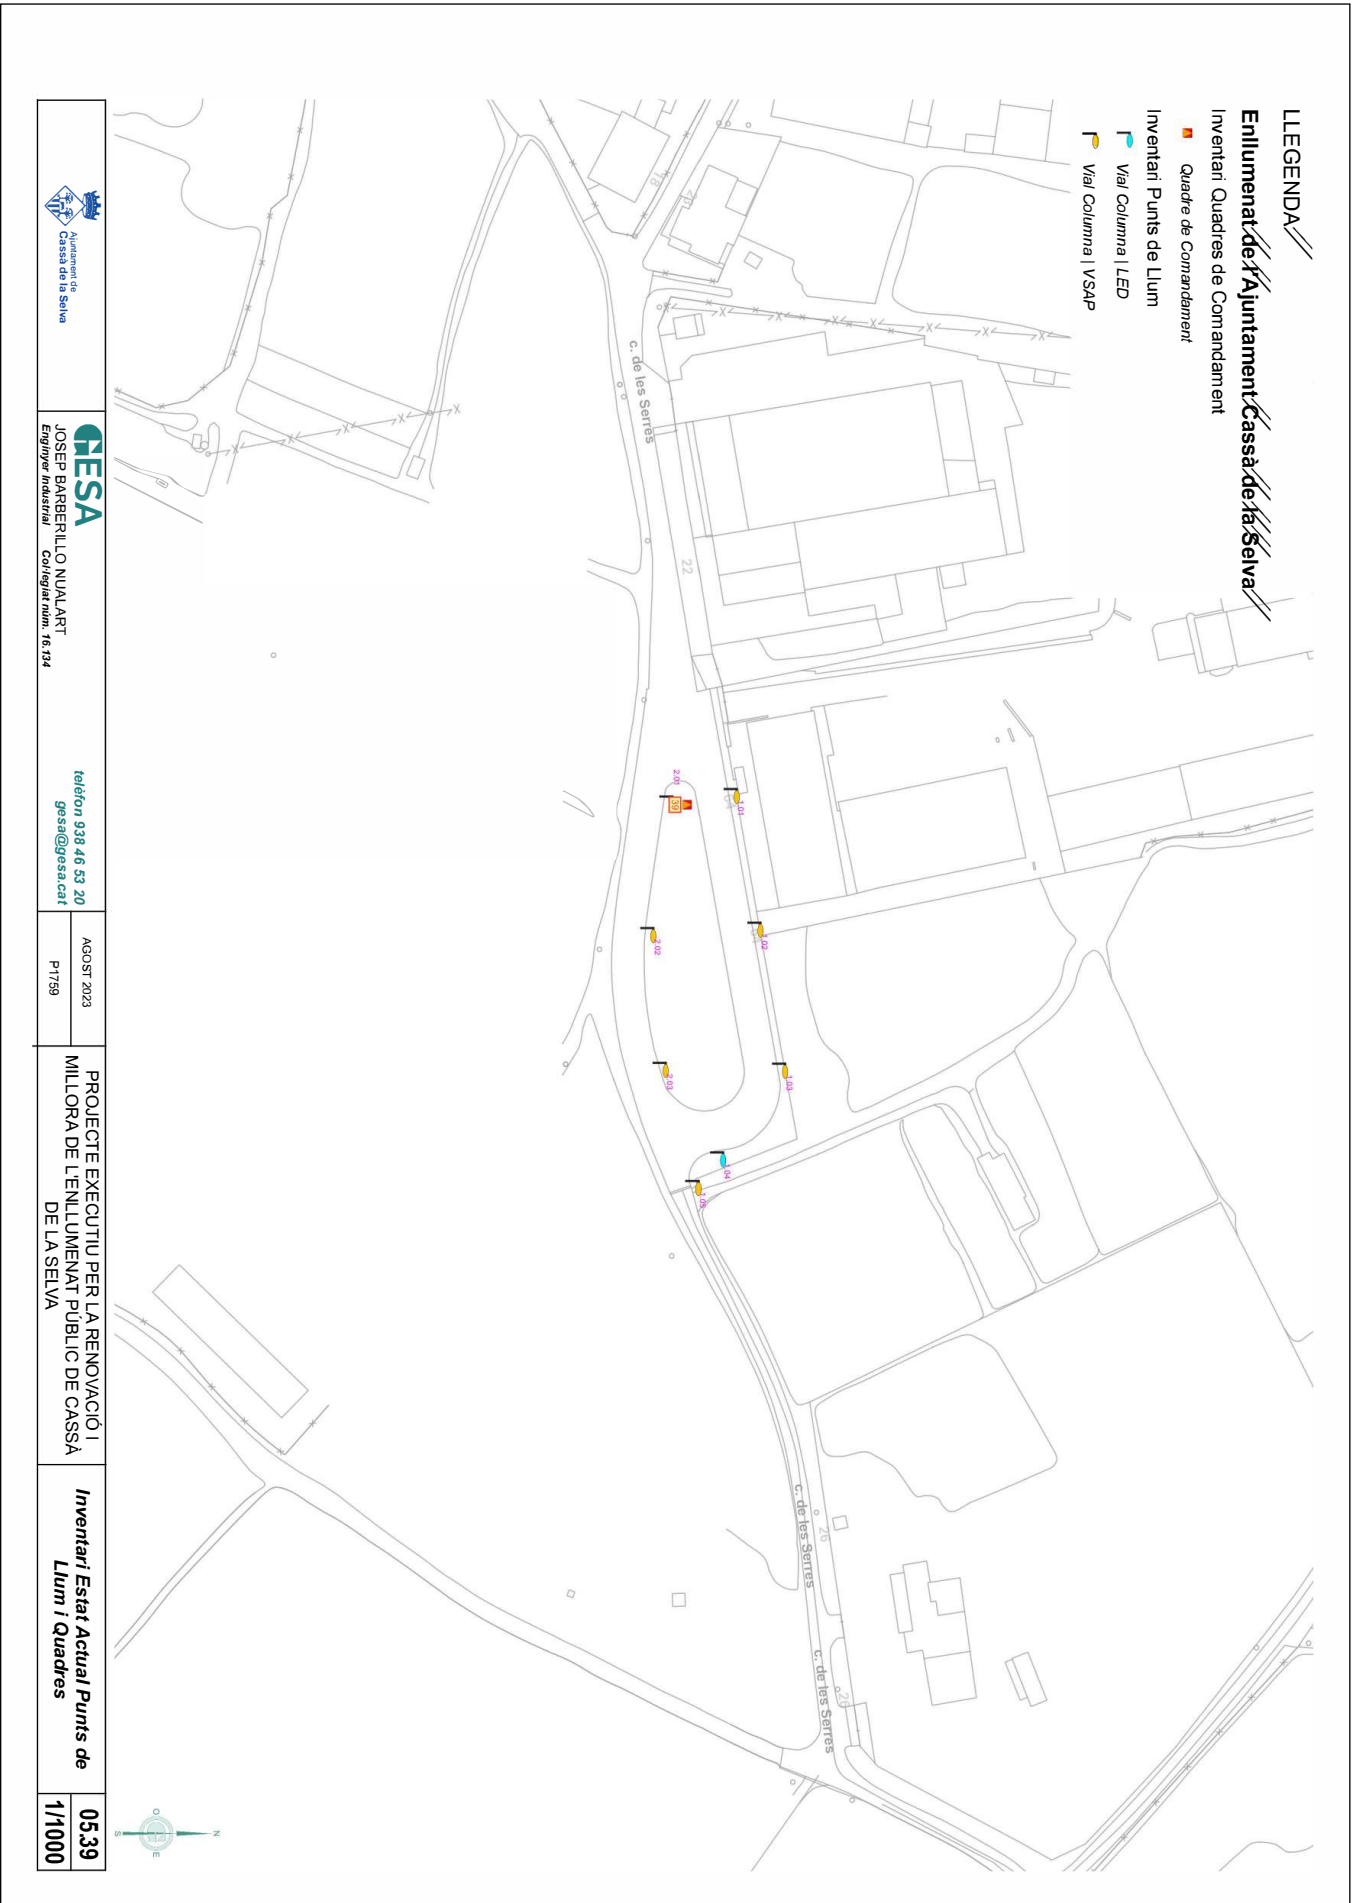 LLEGENDA
Enllumenat de l'Ajuntament Cassà de la Selva
Inventari Quadres de Comandament
Quadre de Comandament
Inventari Punts de Llum
Vial Columna | LED
Vial Columna | VSAP
78
26
c. de les Serres
22
2.01
39
1.01
1.02
2.02
1.03
2.03
1.04
1.05
c. de les Serres
26
c. de les Serres
26
Ajuntament de
Cassà de la Selva
GESA
JOSEP BARBERILLO NUALART
Enginyer Industrial Col·legiat núm. 16.134
telèfon 938 46 53 20
gesa@gesa.cat
AGOST 2023
P1759
PROJECTE EXECUTIU PER LA RENOVACIÓ I
MILLORA DE L'ENLLUMENAT PÚBLIC DE CASSÀ
DE LA SELVA
Inventari Estat Actual Punts de
Llum i Quadres
05.39
1/1000
N
O
E
S